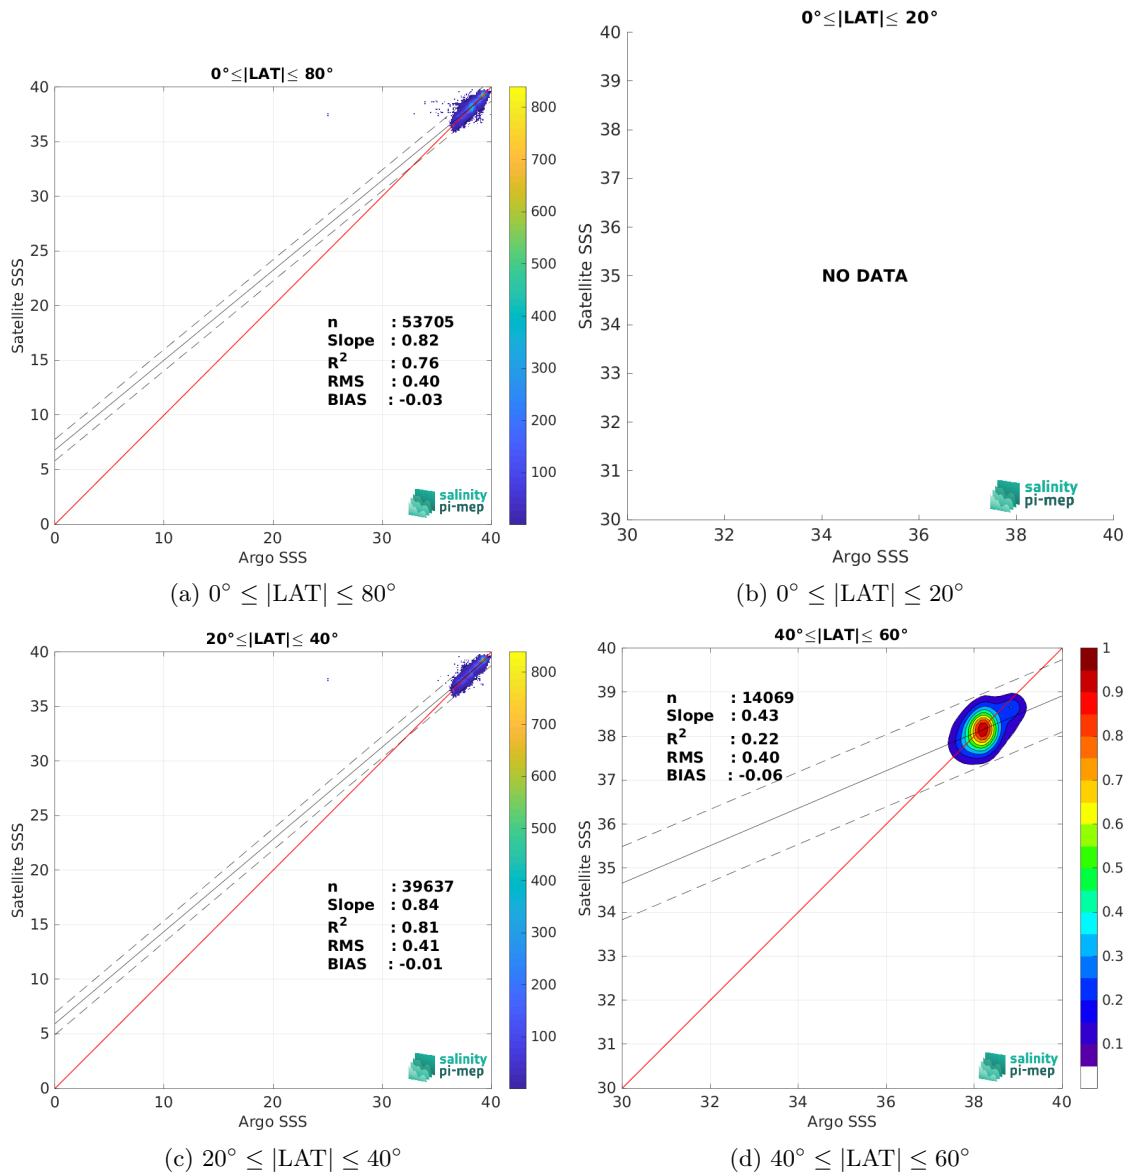 0°≤|LAT|≤ 80°
40
35
30
25
20
15
10
5
0
0
10
20
30
40
Satellite SSS
Argo SSS
n : 53705
Slope : 0.82
R² : 0.76
RMS : 0.40
BIAS : -0.03
salinity
pi-mep
800
700
600
500
400
300
200
100
(a) 0° ≤ |LAT| ≤ 80°
0°≤|LAT|≤ 20°
40
39
38
37
36
35
34
33
32
31
30
30
32
34
36
38
40
Satellite SSS
Argo SSS
NO DATA
salinity
pi-mep
(b) 0° ≤ |LAT| ≤ 20°
20°≤|LAT|≤ 40°
40
35
30
25
20
15
10
5
0
0
10
20
30
40
Satellite SSS
Argo SSS
n : 39637
Slope : 0.84
R² : 0.81
RMS : 0.41
BIAS : -0.01
salinity
pi-mep
800
700
600
500
400
300
200
100
(c) 20° ≤ |LAT| ≤ 40°
40°≤|LAT|≤ 60°
40
39
38
37
36
35
34
33
32
31
30
30
32
34
36
38
40
Satellite SSS
Argo SSS
n : 14069
Slope : 0.43
R² : 0.22
RMS : 0.40
BIAS : -0.06
salinity
pi-mep
1
0.9
0.8
0.7
0.6
0.5
0.4
0.3
0.2
0.1
(d) 40° ≤ |LAT| ≤ 60°